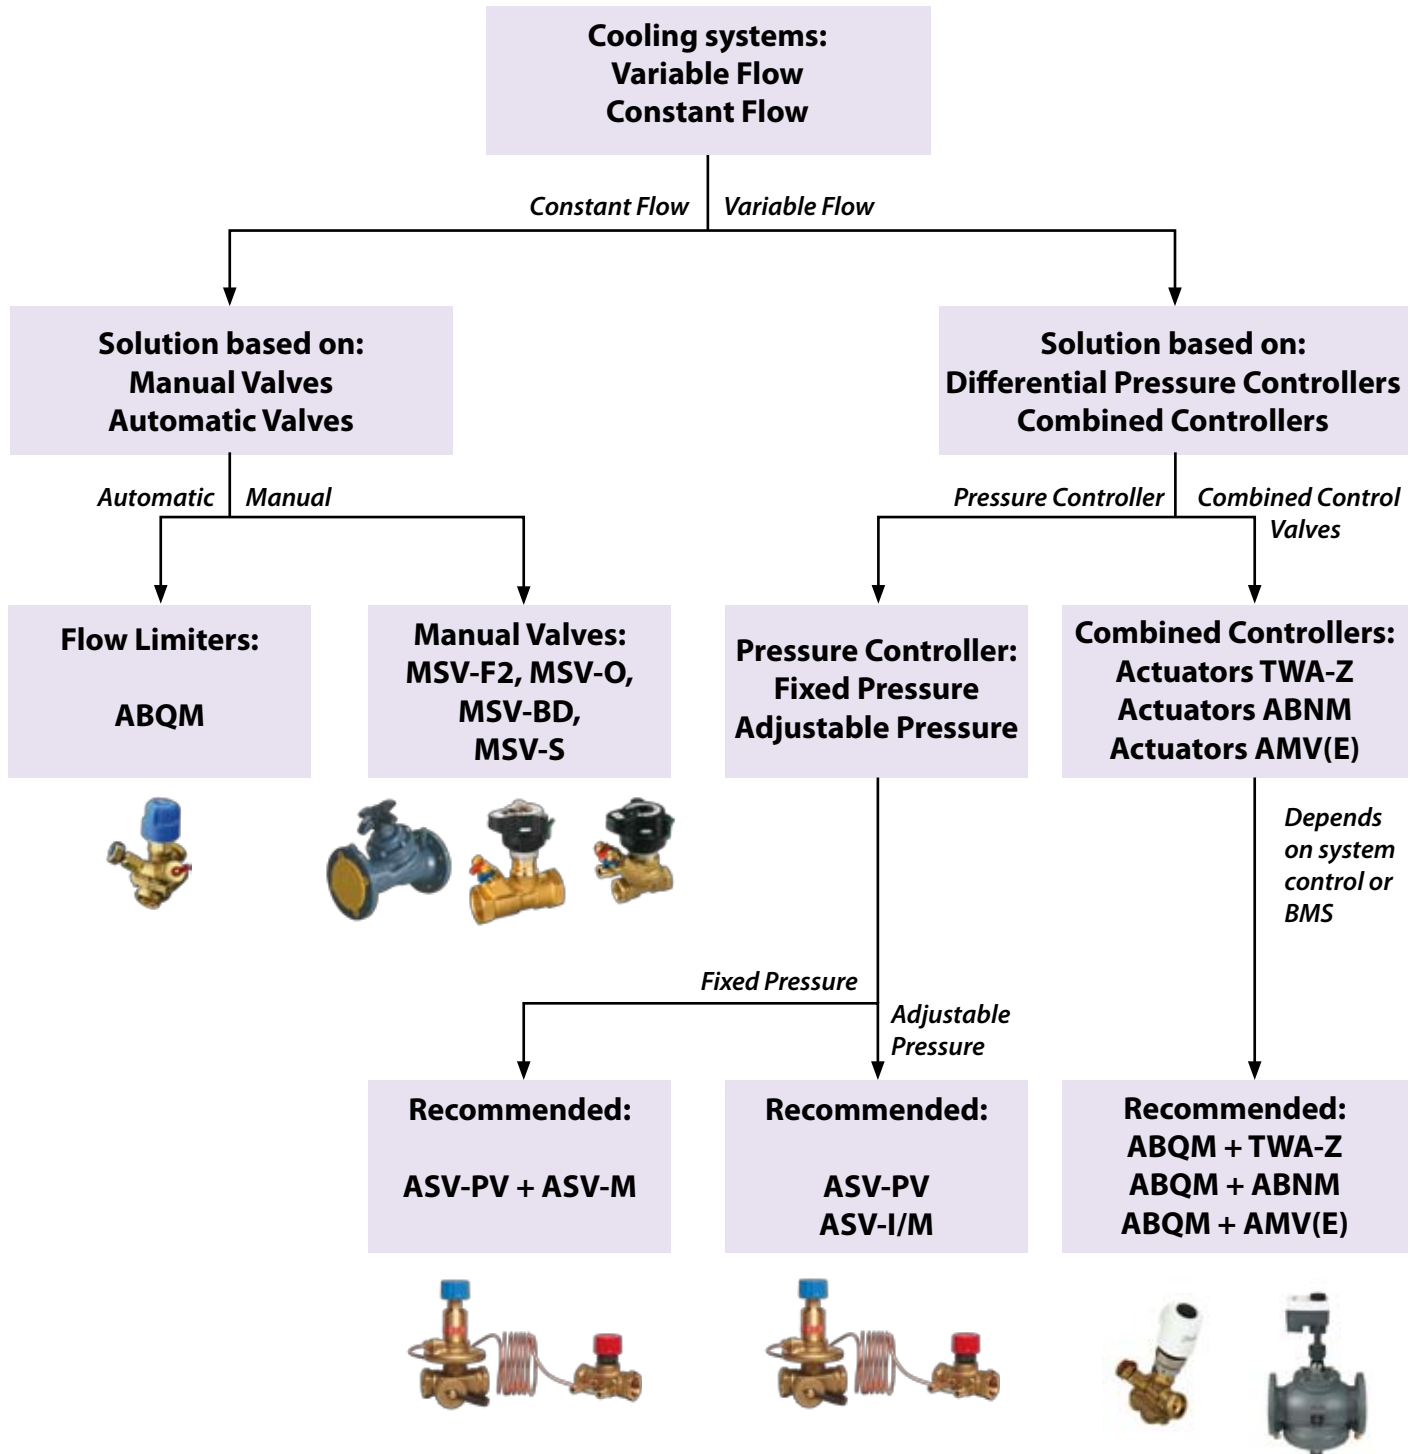 Cooling systems:
Variable Flow
Constant Flow
Constant Flow
Variable Flow
Solution based on:
Manual Valves
Automatic Valves
Solution based on:
Differential Pressure Controllers
Combined Controllers
Automatic
Manual
Pressure Controller
Combined Control
Valves
Flow Limiters:
ABQM
Manual Valves:
MSV-F2, MSV-O,
MSV-BD,
MSV-S
Pressure Controller:
Fixed Pressure
Adjustable Pressure
Combined Controllers:
Actuators TWA-Z
Actuators ABNM
Actuators AMV(E)
Depends
on system
control or
BMS
Fixed Pressure
Adjustable
Pressure
Recommended:
ASV-PV + ASV-M
Recommended:
ASV-PV
ASV-I/M
Recommended:
ABQM + TWA-Z
ABQM + ABNM
ABQM + AMV(E)